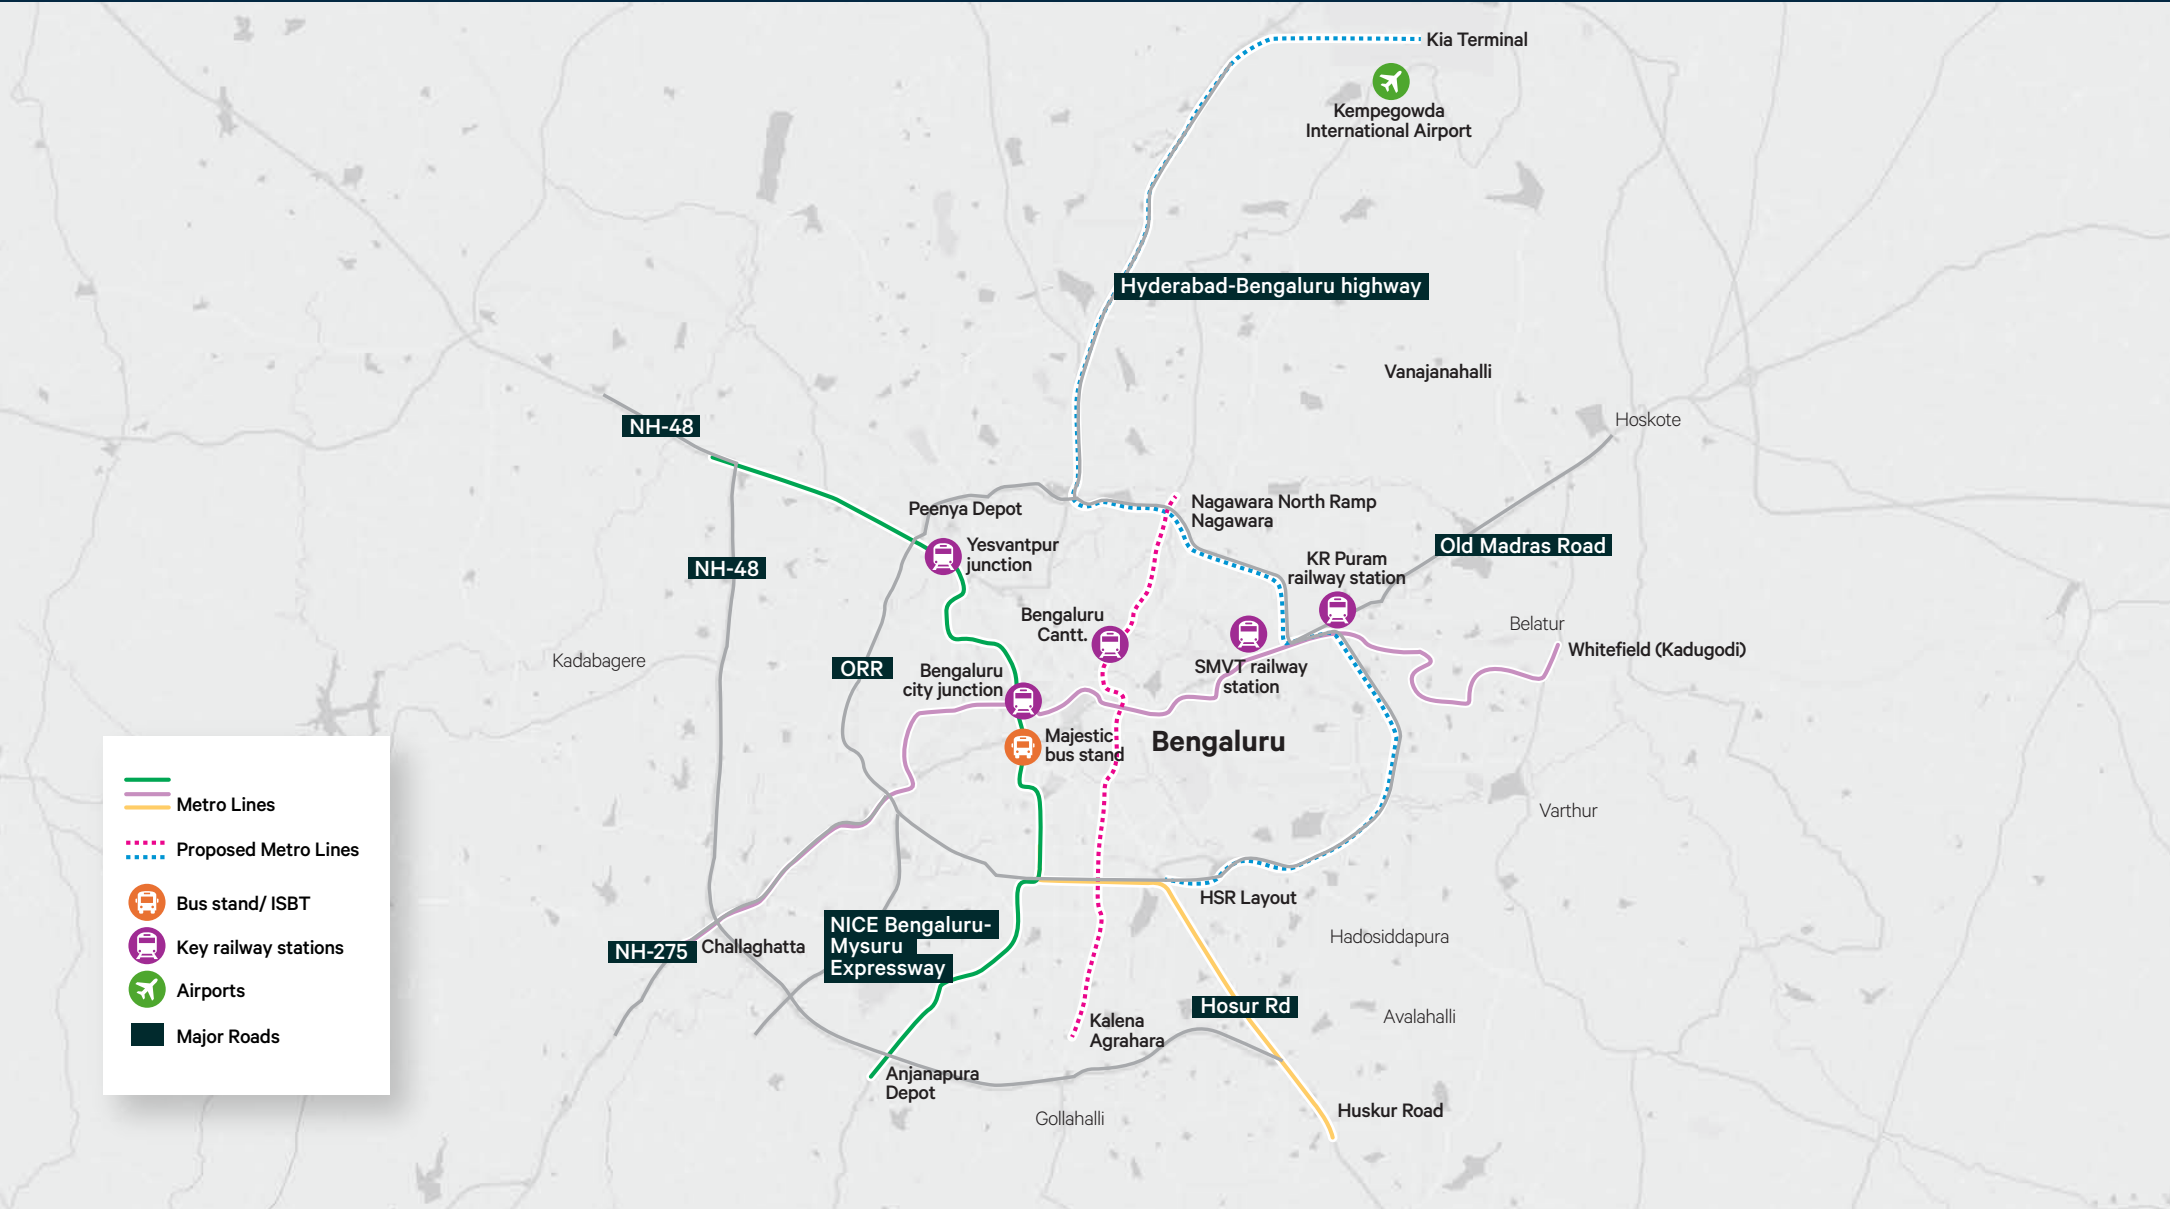 Kia Terminal
Kempegowda
International Airport
Hyderabad-Bengaluru highway
Vanajanahalli
Hoskote
NH-48
Peenya Depot
Nagawara North Ramp
Nagawara
Yesvantpur
junction
Old Madras Road
KR Puram
railway station
NH-48
Bengaluru
Cantt.
Belatur
Whitefield (Kadugodi)
Kadabagere
ORR
Bengaluru
city junction
SMVT railway
station
Majestic
bus stand
Bengaluru
Varthur
HSR Layout
NICE Bengaluru-
Mysuru
Expressway
NH-275
Challaghatta
Hadosiddapura
Hosur Rd
Avalahalli
Kalena
Agrahara
Anjanapura
Depot
Gollahalli
Huskur Road
Metro Lines
Proposed Metro Lines
Bus stand/ ISBT
Key railway stations
Airports
Major Roads